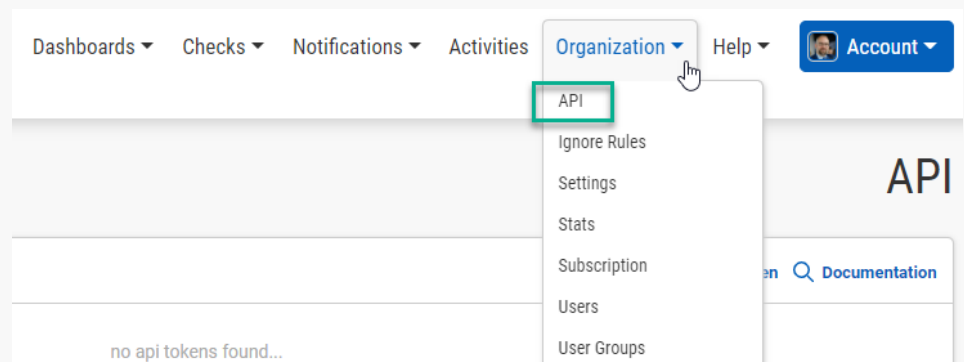 Dashboards Checks Notifications Activities Organization Help Account
API
Ignore Rules
API
Settings
Stats
Subscription
en Documentation
Users
no api tokens found...
User Groups